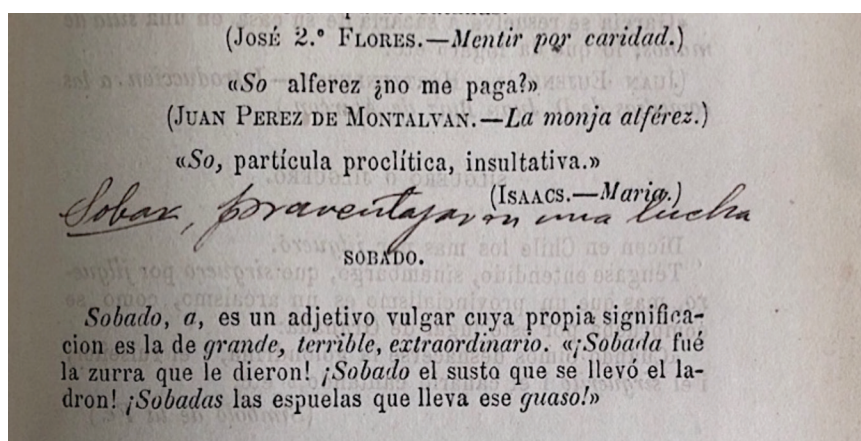 (JOSÉ 2.º FLORES.—Mentir por caridad.)
«So alferez ¿no me paga?»
(JUAN PEREZ DE MONTALVAN.—La monja alférez.)
«So, partícula proclítica, insultativa.»
(ISAACS.—Maria.)
Sobar, por aventajar en una lucha
SOBADO.
Sobado, a, es un adjetivo vulgar cuya propia significa-
cion es la de grande, terrible, extraordinario. «¡Sobada fué
la zurra que le dieron! ¡Sobado el susto que se llevó el la-
dron! ¡Sobadas las espuelas que lleva ese guaso!»